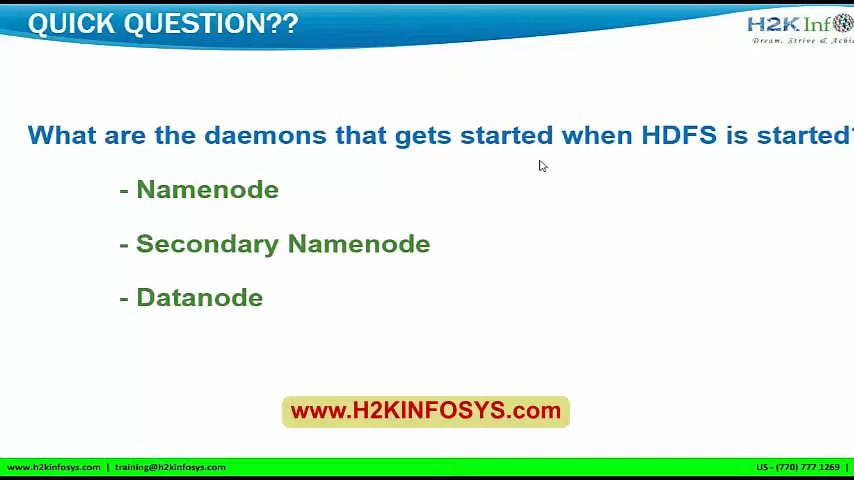 QUICK QUESTION??
H2K Inf
Dream, Strive & Achi
What are the daemons that gets started when HDFS is started?
- Namenode
- Secondary Namenode
- Datanode
www.H2KINFOSYS.com
www.h2kinfosys.com | training@h2kinfosys.com
US - (770) 777 1269 |